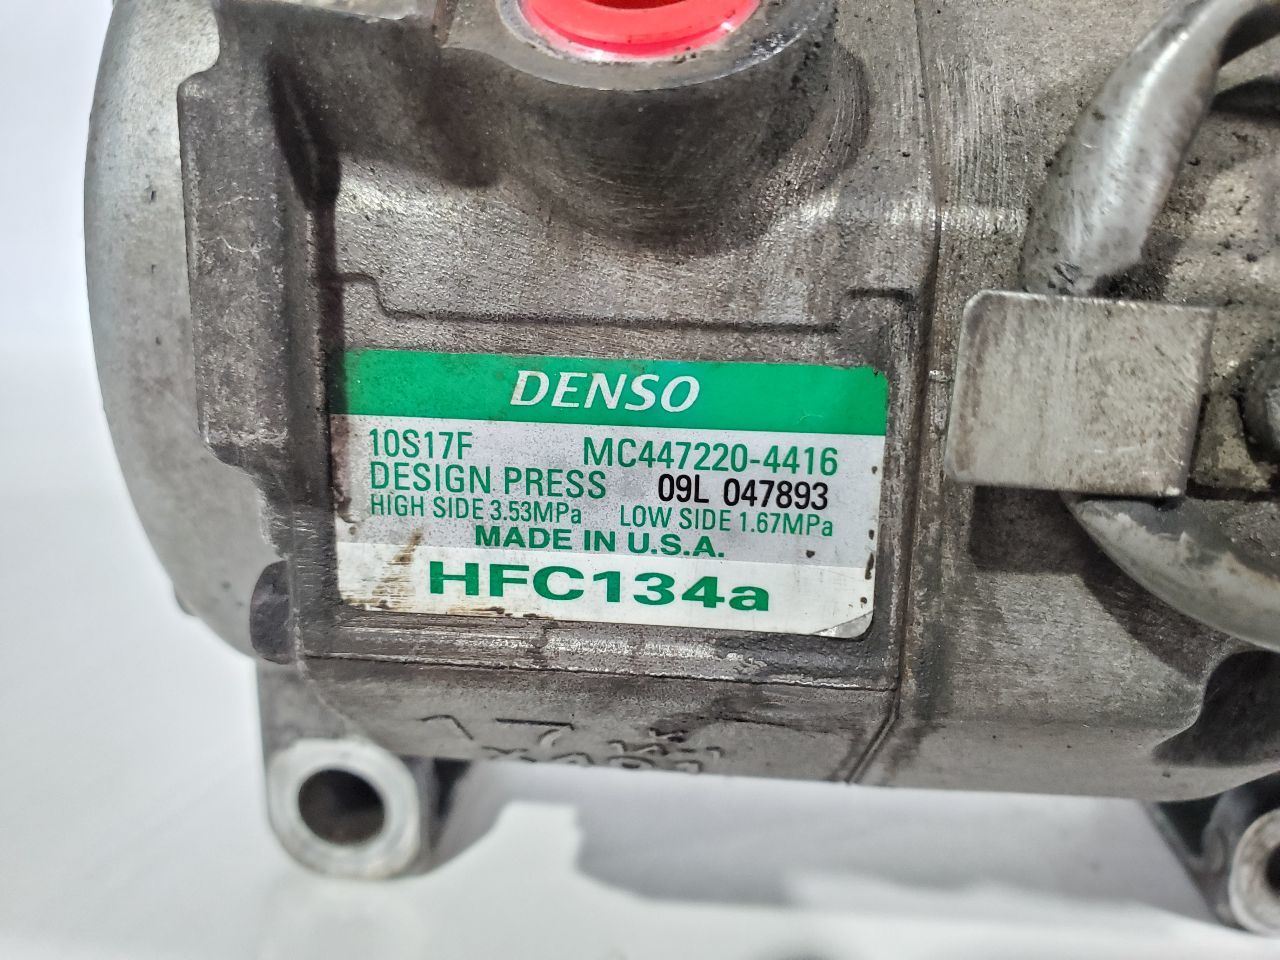 DENSO
10S17F MC447220-4416
DESIGN PRESS 09L 047893
HIGH SIDE 3.53MPa LOW SIDE 1.67MPa
MADE IN U.S.A.
HFC134a